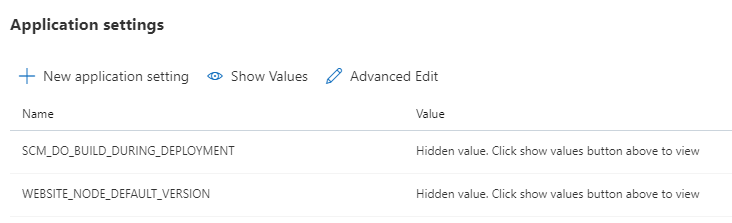 Application settings
New application setting Show Values Advanced Edit
Name Value
SCM_DO_BUILD_DURING_DEPLOYMENT Hidden value. Click show values button above to view
WEBSITE_NODE_DEFAULT_VERSION Hidden value. Click show values button above to view